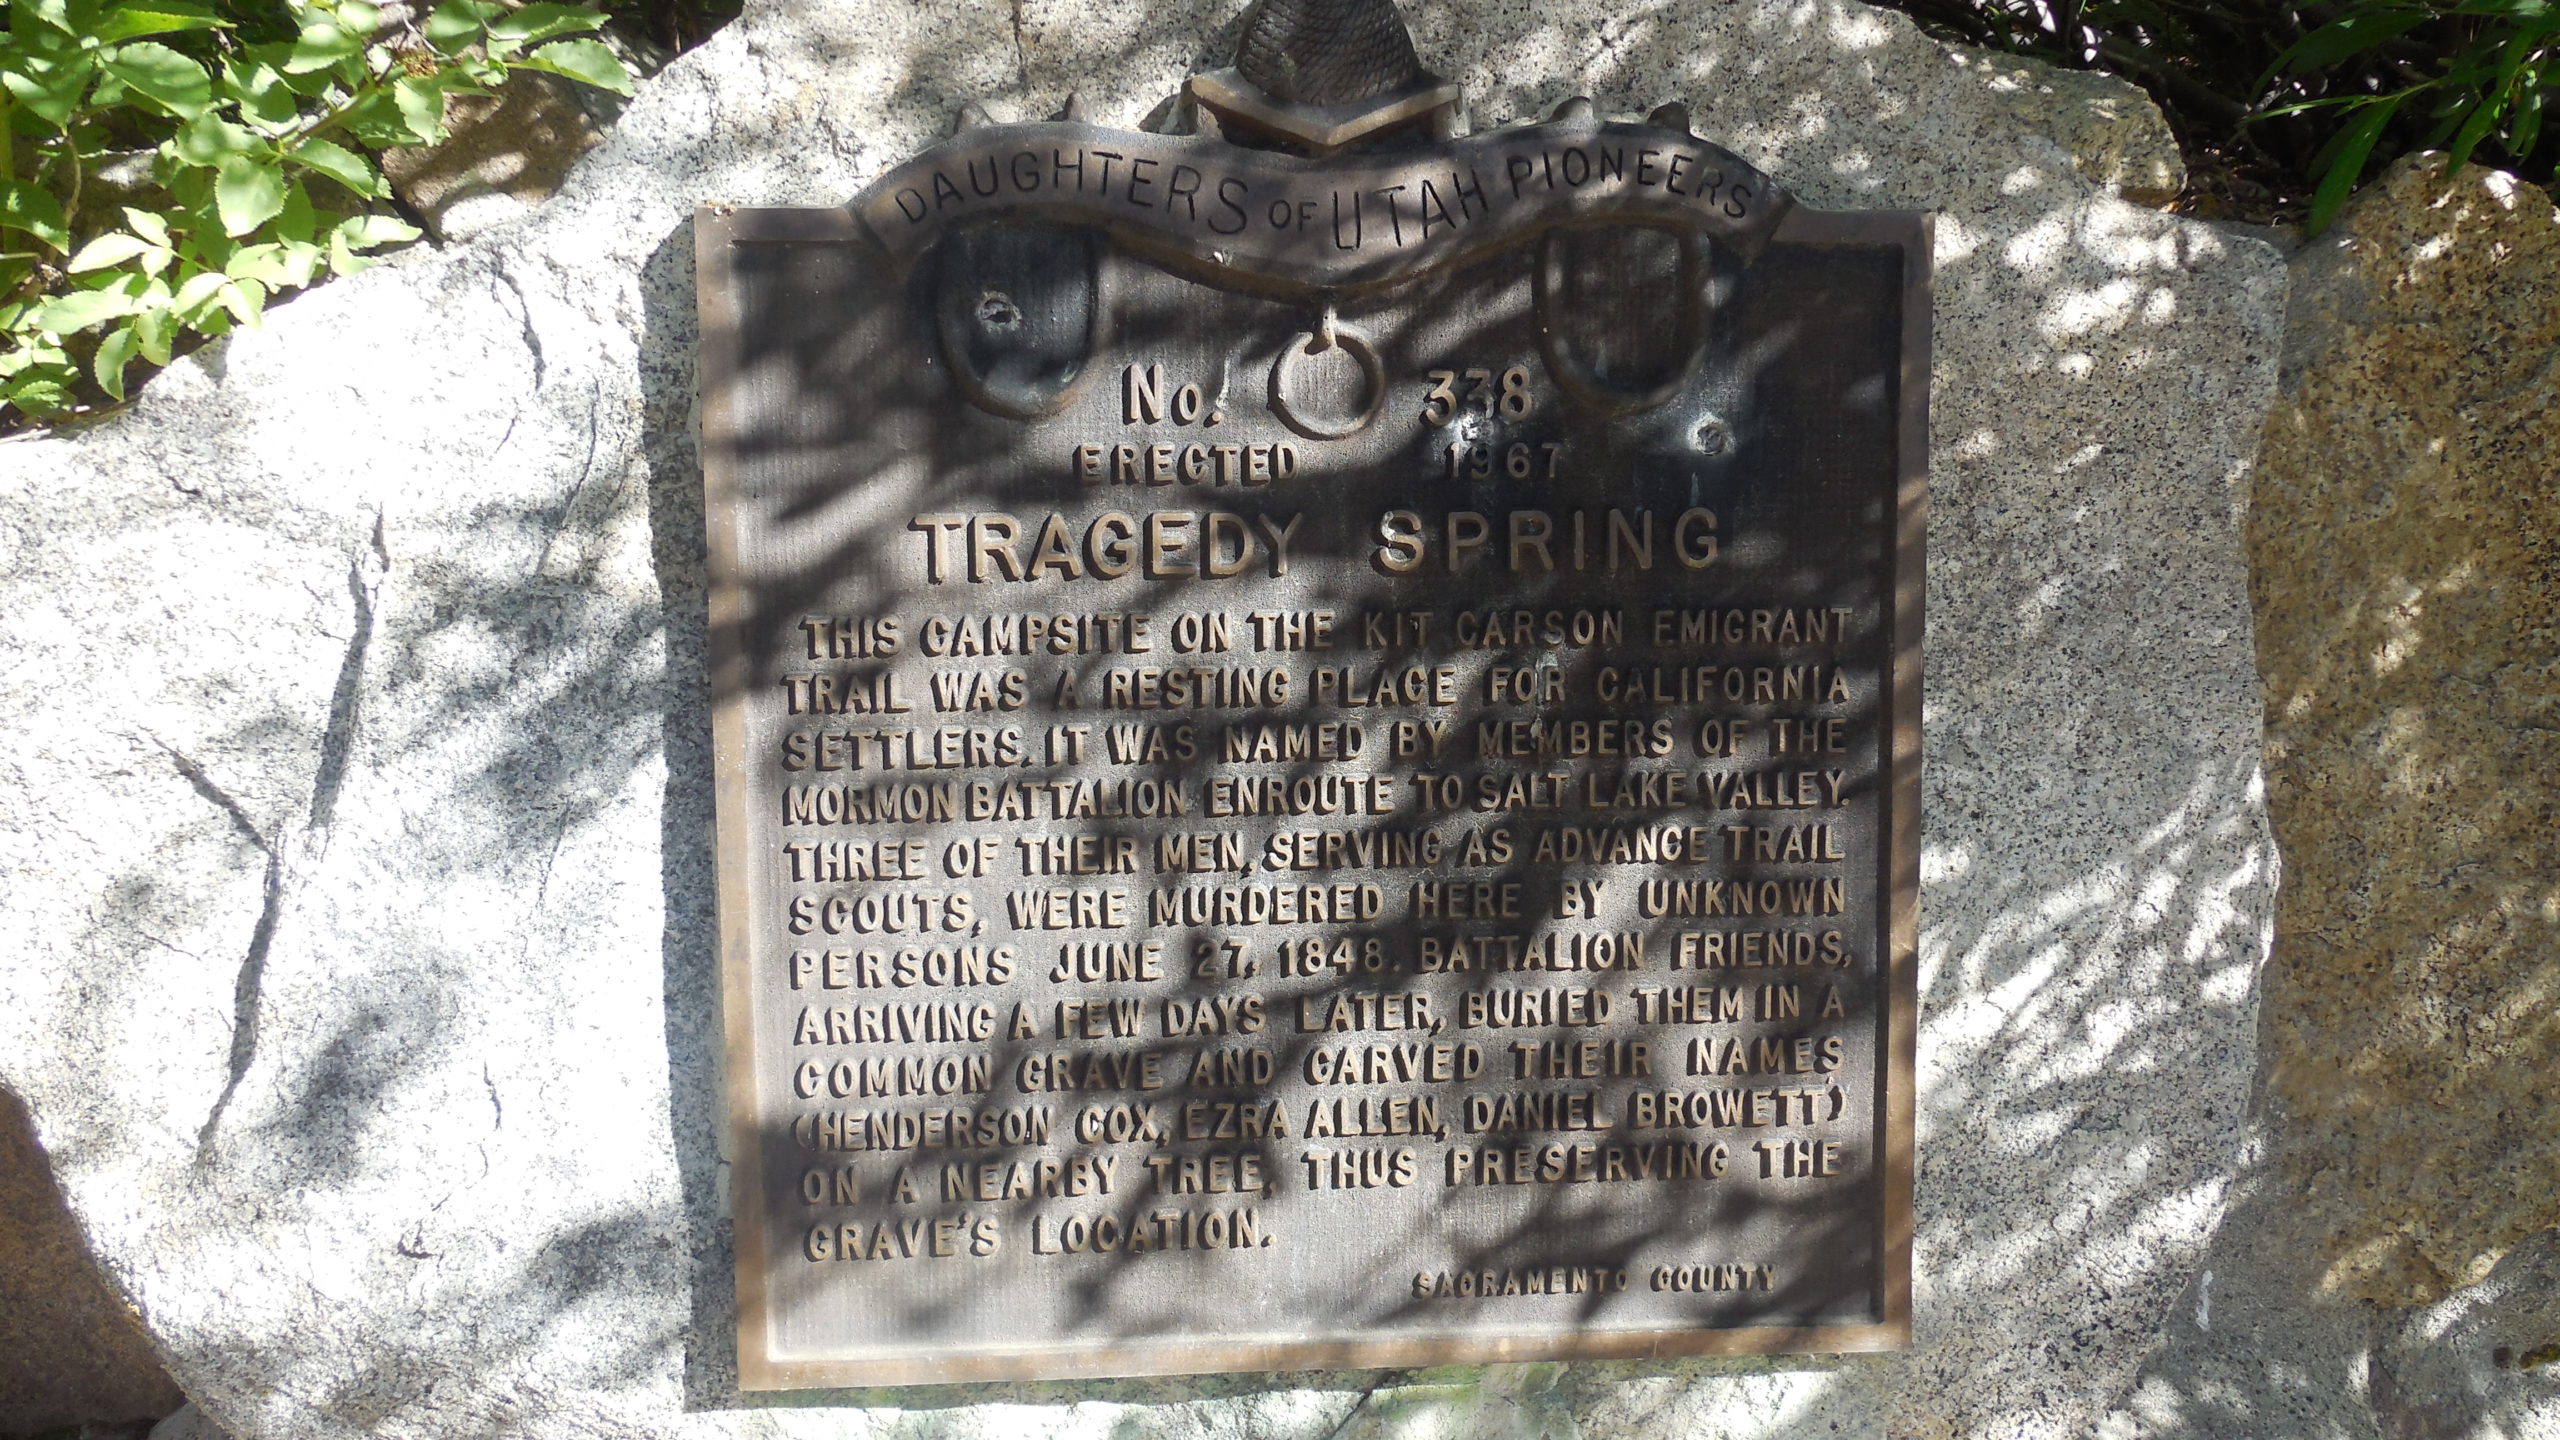 DAUGHTERS OF UTAH PIONEERS
No. 338
ERECTED 1967
TRAGEDY SPRING
THIS CAMPSITE ON THE KIT CARSON EMIGRANT
TRAIL WAS A RESTING PLACE FOR CALIFORNIA
SETTLERS. IT WAS NAMED BY MEMBERS OF THE
MORMON BATTALION ENROUTE TO SALT LAKE VALLEY.
THREE OF THEIR MEN, SERVING AS ADVANCE TRAIL
SCOUTS, WERE MURDERED HERE BY UNKNOWN
PERSONS JUNE 27, 1848. BATTALION FRIENDS,
ARRIVING A FEW DAYS LATER, BURIED THEM IN A
COMMON GRAVE AND CARVED THEIR NAMES
(HENDERSON COX, EZRA ALLEN, DANIEL BROWETT)
ON A NEARBY TREE, THUS PRESERVING THE
GRAVE'S LOCATION.
SACRAMENTO COUNTY